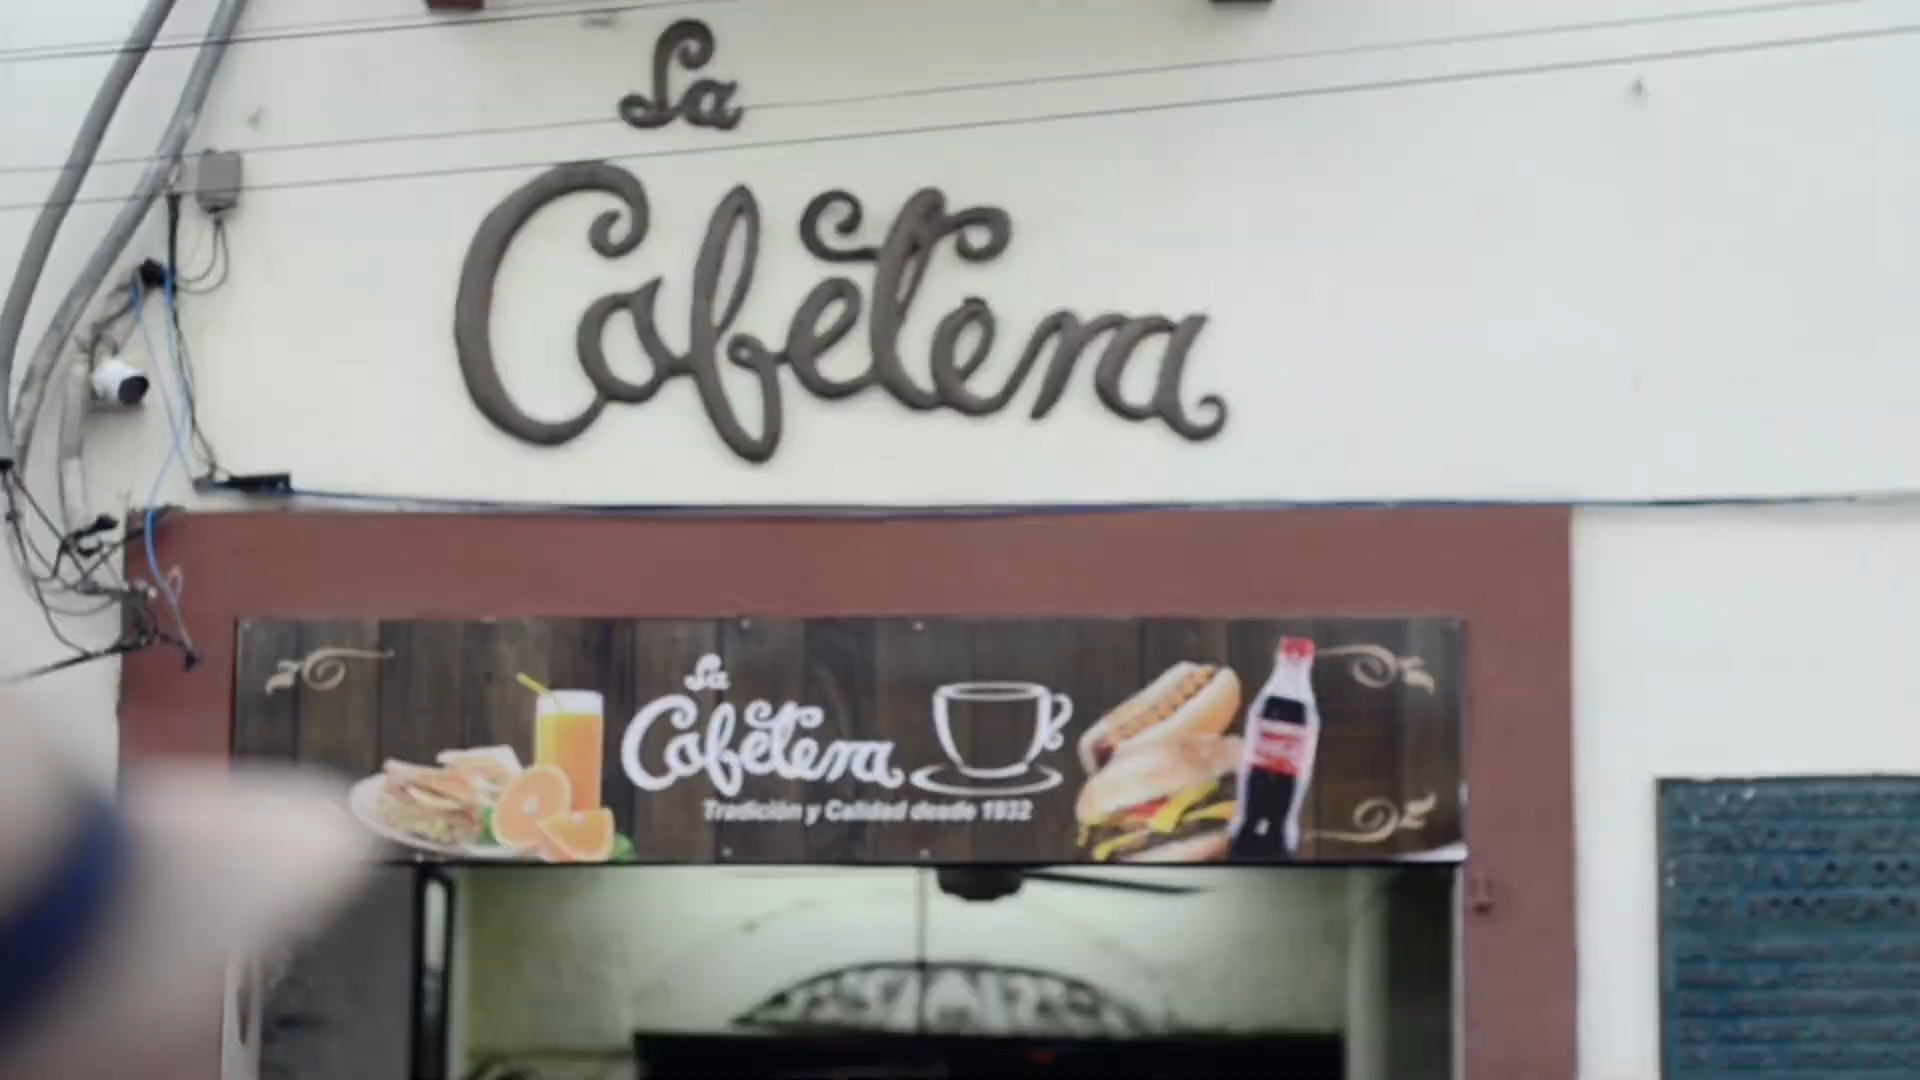 La
Cafetera
La
Cafetera
Tradición y Calidad desde 1932